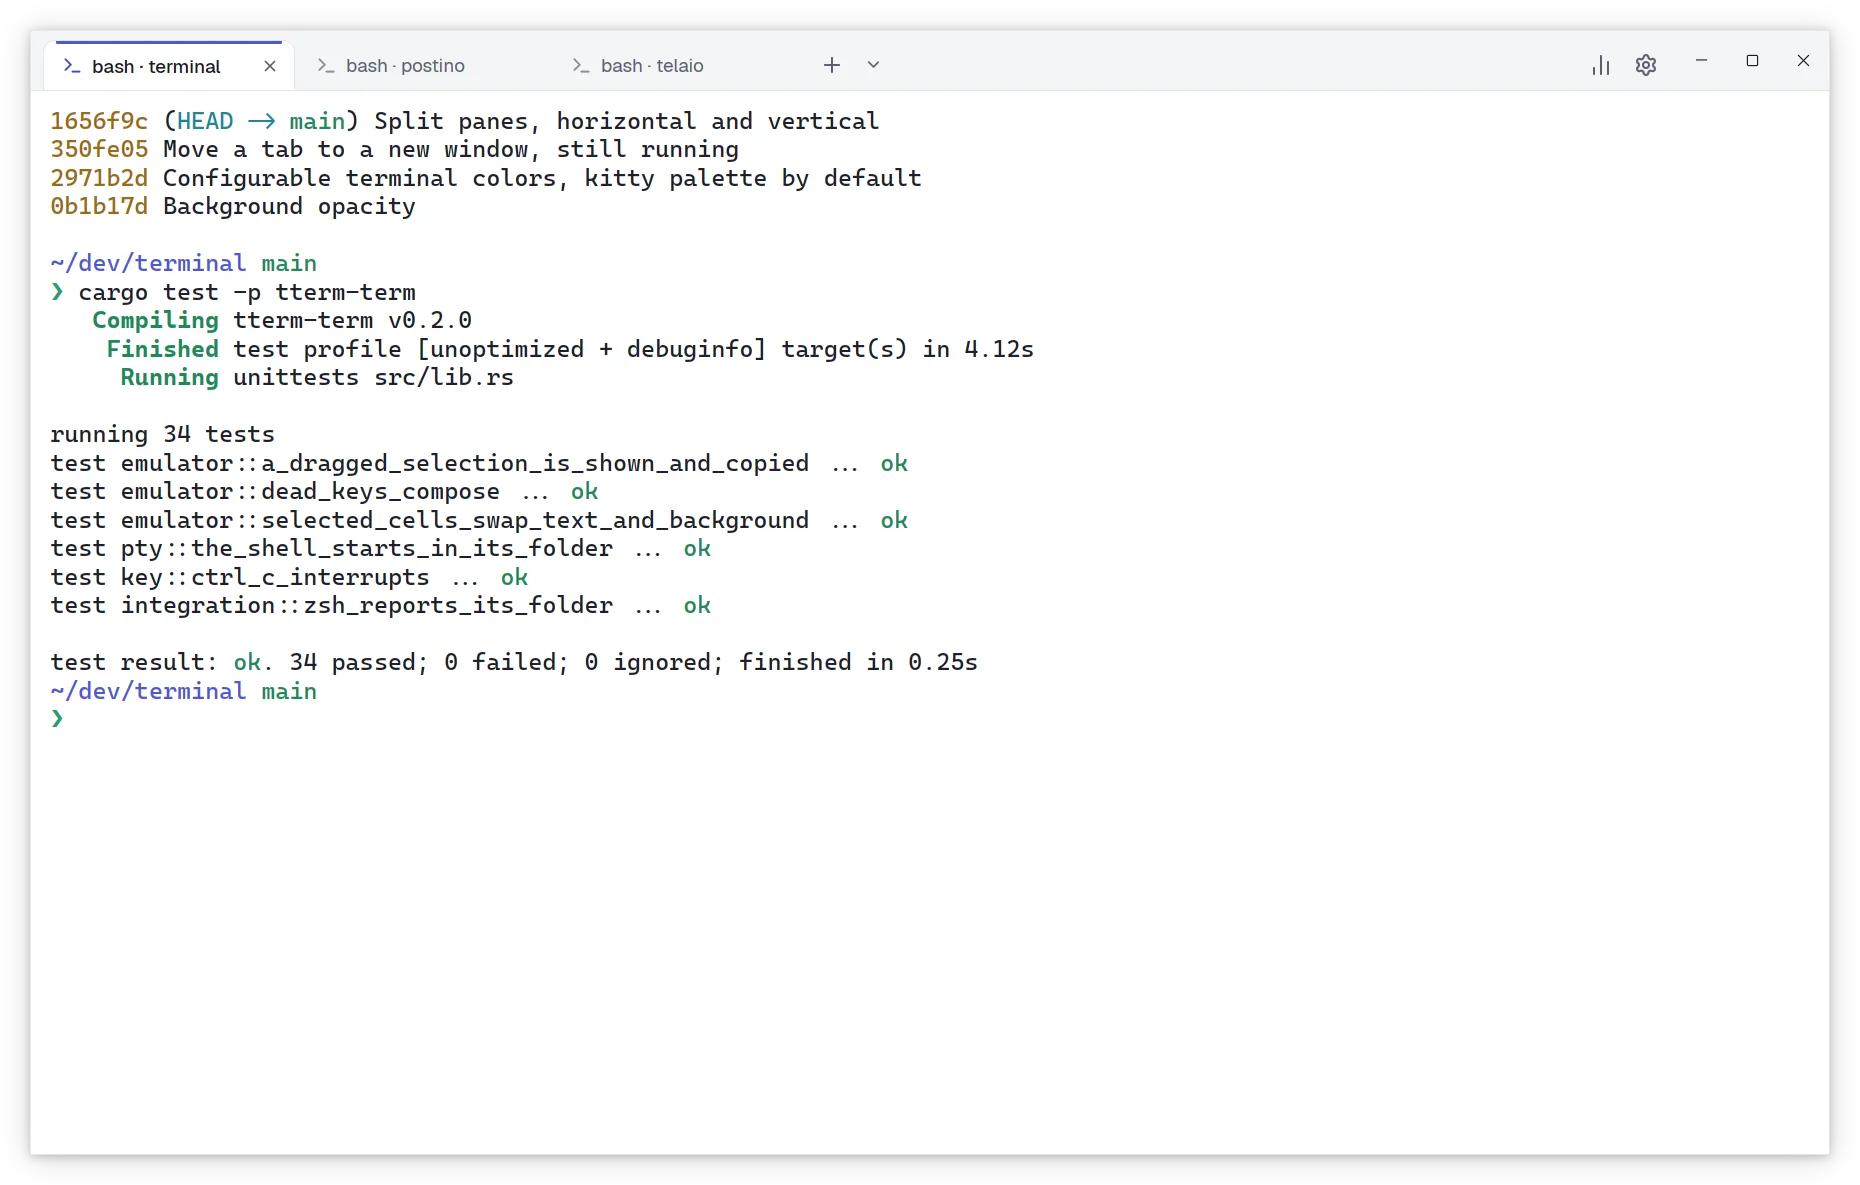 bash · terminal
bash · postino
bash · telaio
1656f9c (HEAD -> main) Split panes, horizontal and vertical
350fe05 Move a tab to a new window, still running
2971b2d Configurable terminal colors, kitty palette by default
0b1b17d Background opacity
~/dev/terminal main
❯ cargo test -p tterm-term
Compiling tterm-term v0.2.0
Finished test profile [unoptimized + debuginfo] target(s) in 4.12s
Running unittests src/lib.rs
running 34 tests
test emulator::a_dragged_selection_is_shown_and_copied ... ok
test emulator::dead_keys_compose ... ok
test emulator::selected_cells_swap_text_and_background ... ok
test pty::the_shell_starts_in_its_folder ... ok
test key::ctrl_c_interrupts ... ok
test integration::zsh_reports_its_folder ... ok
test result: ok. 34 passed; 0 failed; 0 ignored; finished in 0.25s
~/dev/terminal main
❯